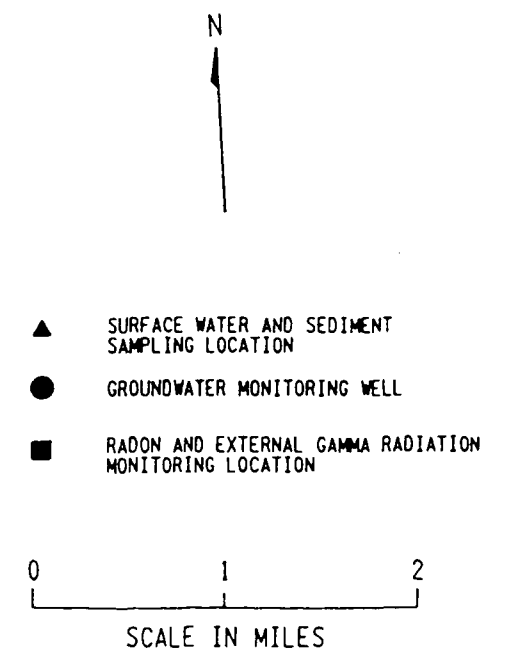 N
SURFACE WATER AND SEDIMENT
SAMPLING LOCATION
GROUNDWATER MONITORING WELL
RADON AND EXTERNAL GAMMA RADIATION
MONITORING LOCATION
0 1 2
SCALE IN MILES